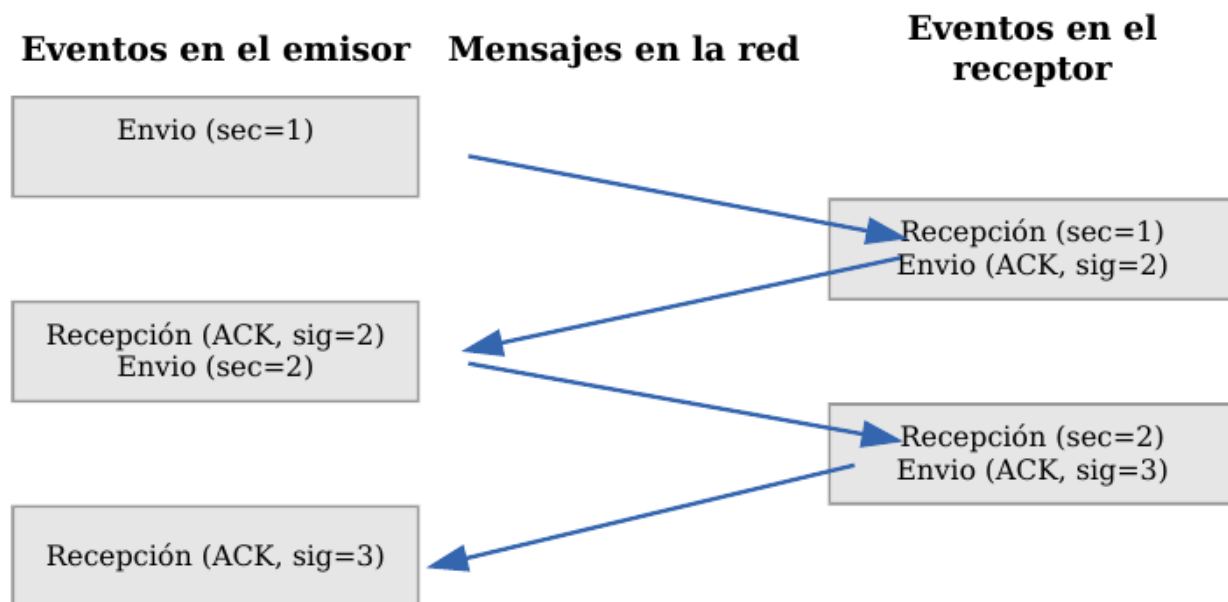 Eventos en el emisor
Mensajes en la red
Eventos en el
receptor
Envio (sec=1)
Recepción (sec=1)
Envio (ACK, sig=2)
Recepción (ACK, sig=2)
Envio (sec=2)
Recepción (sec=2)
Envio (ACK, sig=3)
Recepción (ACK, sig=3)